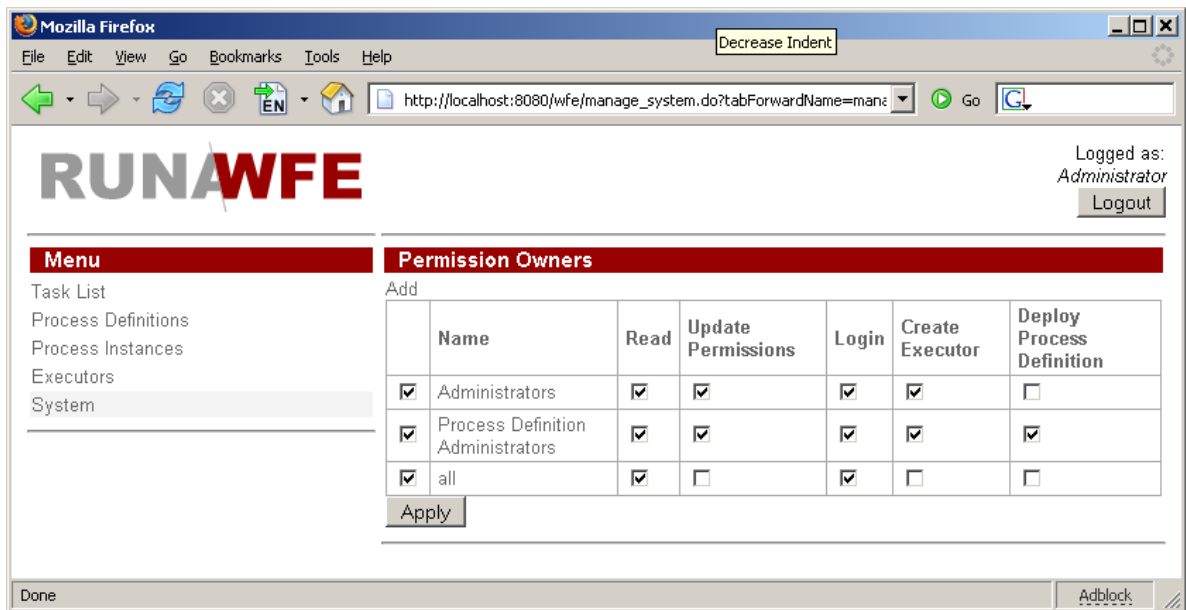 Mozilla Firefox
Decrease Indent
File Edit View Go Bookmarks Tools Help
EN
http://localhost:8080/wfe/manage_system.do?tabForwardName=mana
Go
G
RUNAWFE
Logged as:
Administrator
Logout
Menu
Task List
Process Definitions
Process Instances
Executors
System
Permission Owners
Add
Name Read Update Permissions Login Create Executor Deploy Process Definition
Administrators
Process Definition
Administrators
all
Apply
Done
Adblock